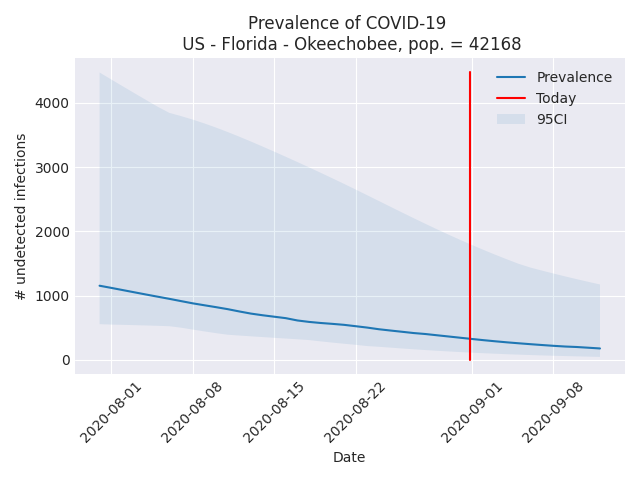 Prevalence of COVID-19
US - Florida - Okeechobee, pop. = 42168
Prevalence
Today
95CI
# undetected infections
4000
3000
2000
1000
0
2020-08-01
2020-08-08
2020-08-15
2020-08-22
2020-09-01
2020-09-08
Date